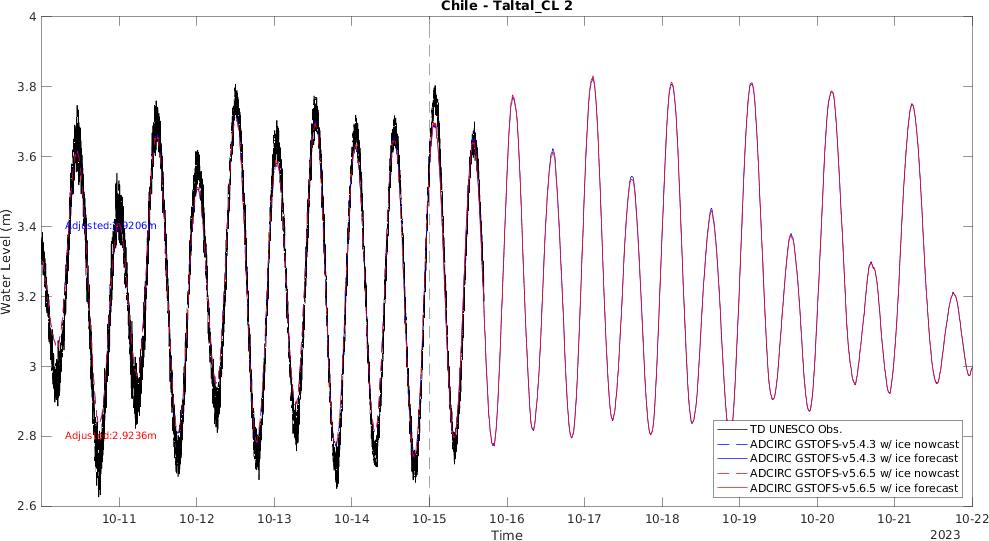 Chile - Taltal_CL 2
4
3.8
3.6
3.4
3.2
3
2.8
2.6
Water Level (m)
Adjusted:2.9206m
Adjusted:2.9236m
TD UNESCO Obs.
ADCIRC GSTOFS-v5.4.3 w/ ice nowcast
ADCIRC GSTOFS-v5.4.3 w/ ice forecast
ADCIRC GSTOFS-v5.6.5 w/ ice nowcast
ADCIRC GSTOFS-v5.6.5 w/ ice forecast
10-11 10-12 10-13 10-14 10-15 10-16 10-17 10-18 10-19 10-20 10-21 10-22
Time
2023